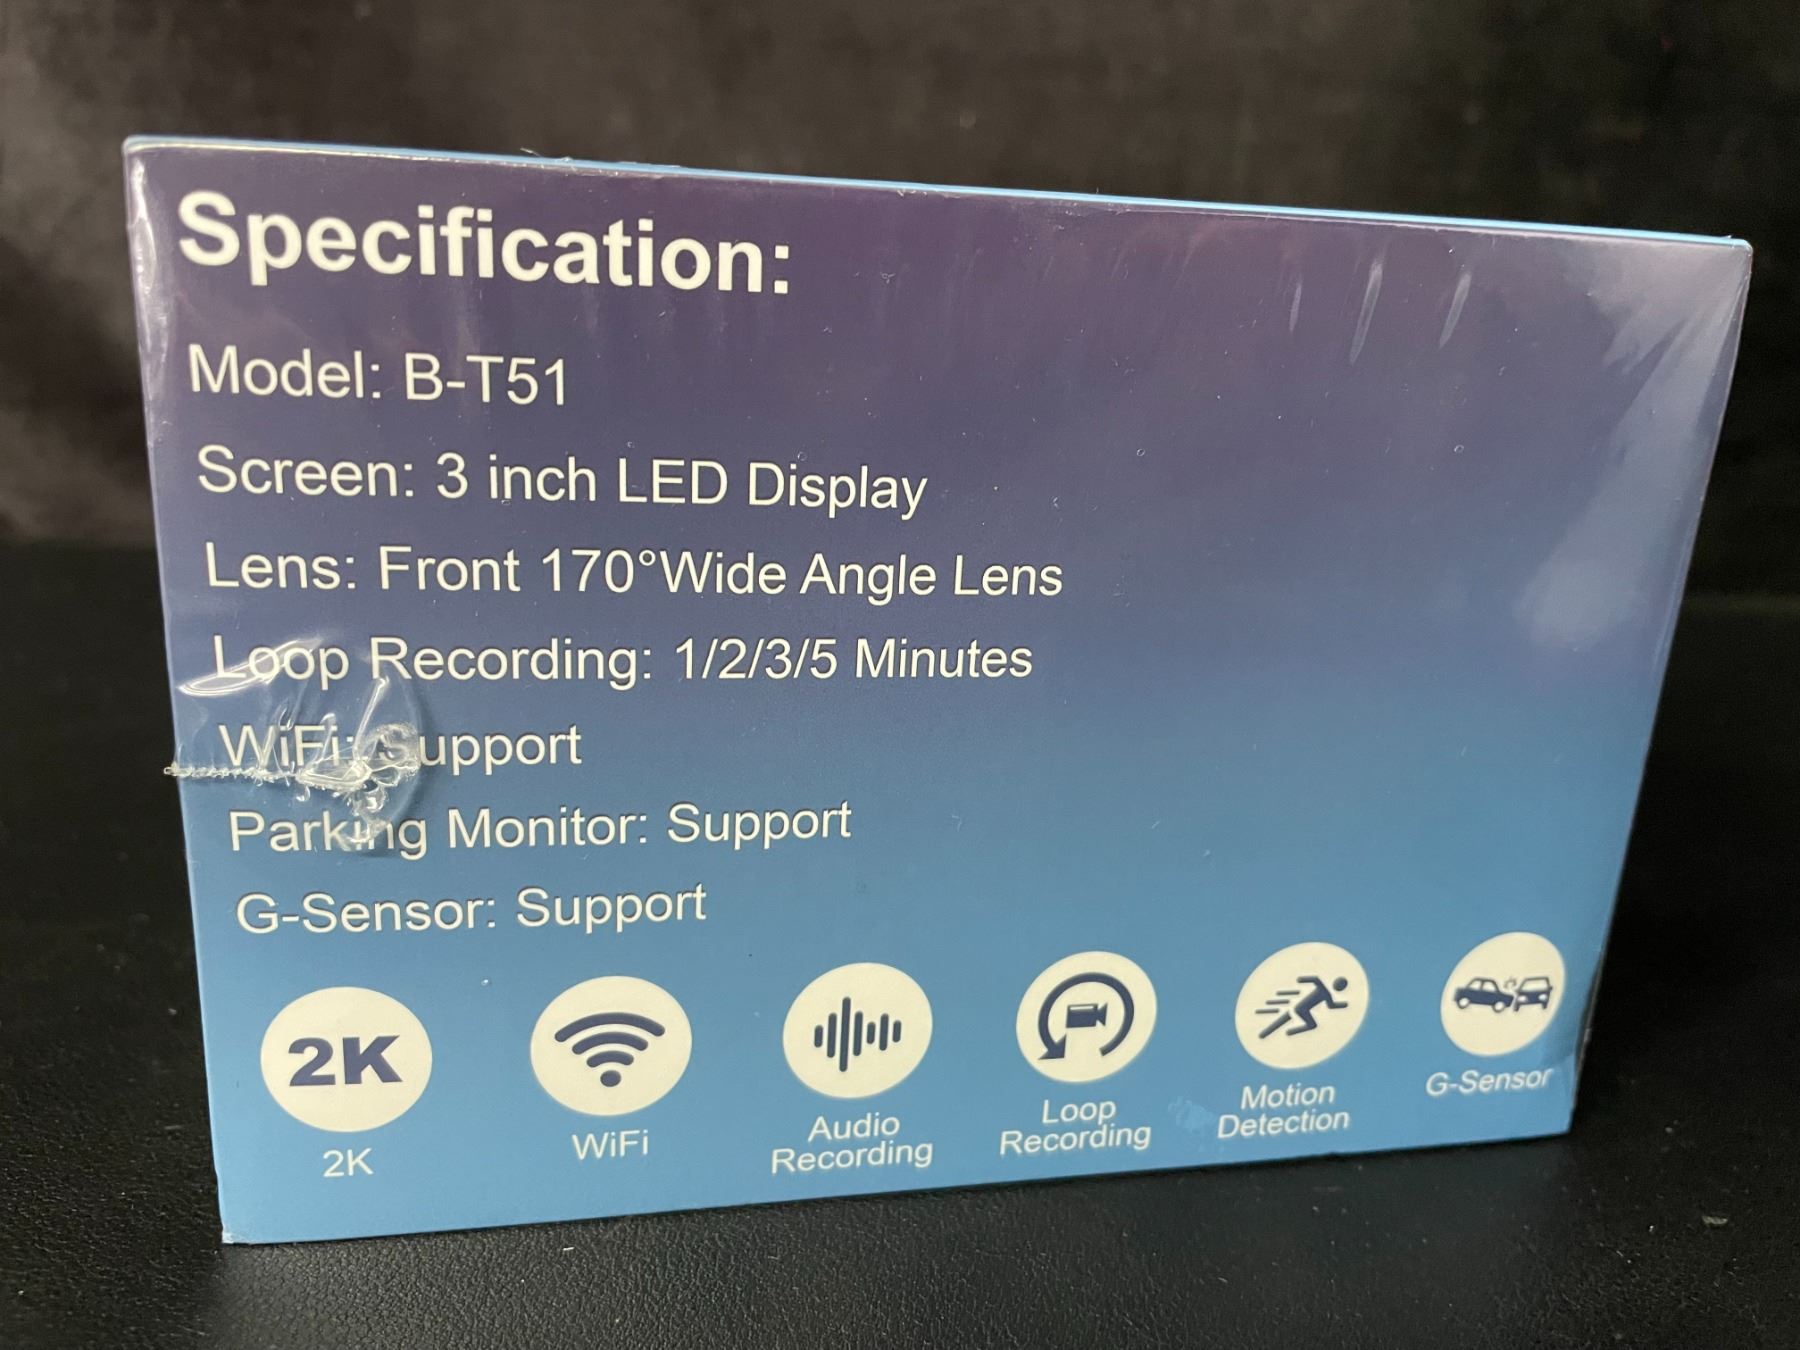 Specification:
Model: B-T51
Screen: 3 inch LED Display
Lens: Front 170°Wide Angle Lens
Loop Recording: 1/2/3/5 Minutes
WiFi: Support
Parking Monitor: Support
G-Sensor: Support
2K
2K
WiFi
Audio
Recording
Loop
Recording
Motion
Detection
G-Sensor